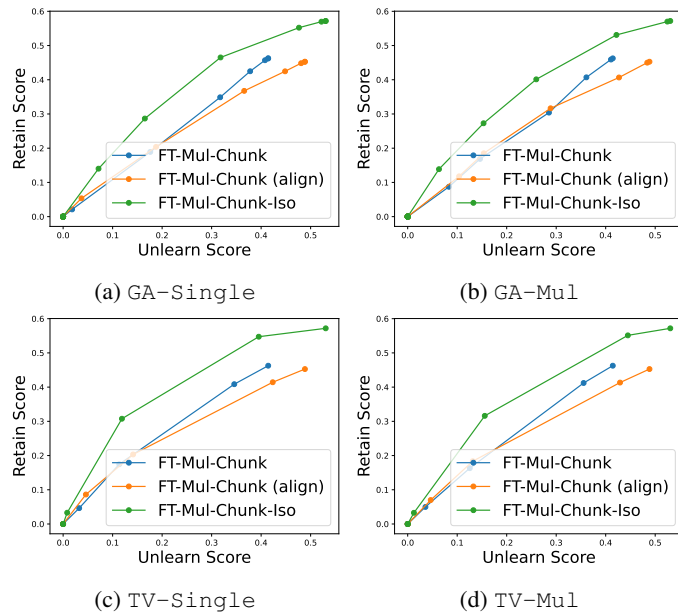 0.6
0.5
0.4
0.3
0.2
0.1
0.0
Retain Score
FT-Mul-Chunk
FT-Mul-Chunk (align)
FT-Mul-Chunk-Iso
0.0 0.1 0.2 0.3 0.4 0.5
Unlearn Score
(a) GA-Single
0.6
0.5
0.4
0.3
0.2
0.1
0.0
Retain Score
FT-Mul-Chunk
FT-Mul-Chunk (align)
FT-Mul-Chunk-Iso
0.0 0.1 0.2 0.3 0.4 0.5
Unlearn Score
(b) GA-Mul
0.6
0.5
0.4
0.3
0.2
0.1
0.0
Retain Score
FT-Mul-Chunk
FT-Mul-Chunk (align)
FT-Mul-Chunk-Iso
0.0 0.1 0.2 0.3 0.4 0.5
Unlearn Score
(c) TV-Single
0.6
0.5
0.4
0.3
0.2
0.1
0.0
Retain Score
FT-Mul-Chunk
FT-Mul-Chunk (align)
FT-Mul-Chunk-Iso
0.0 0.1 0.2 0.3 0.4 0.5
Unlearn Score
(d) TV-Mul